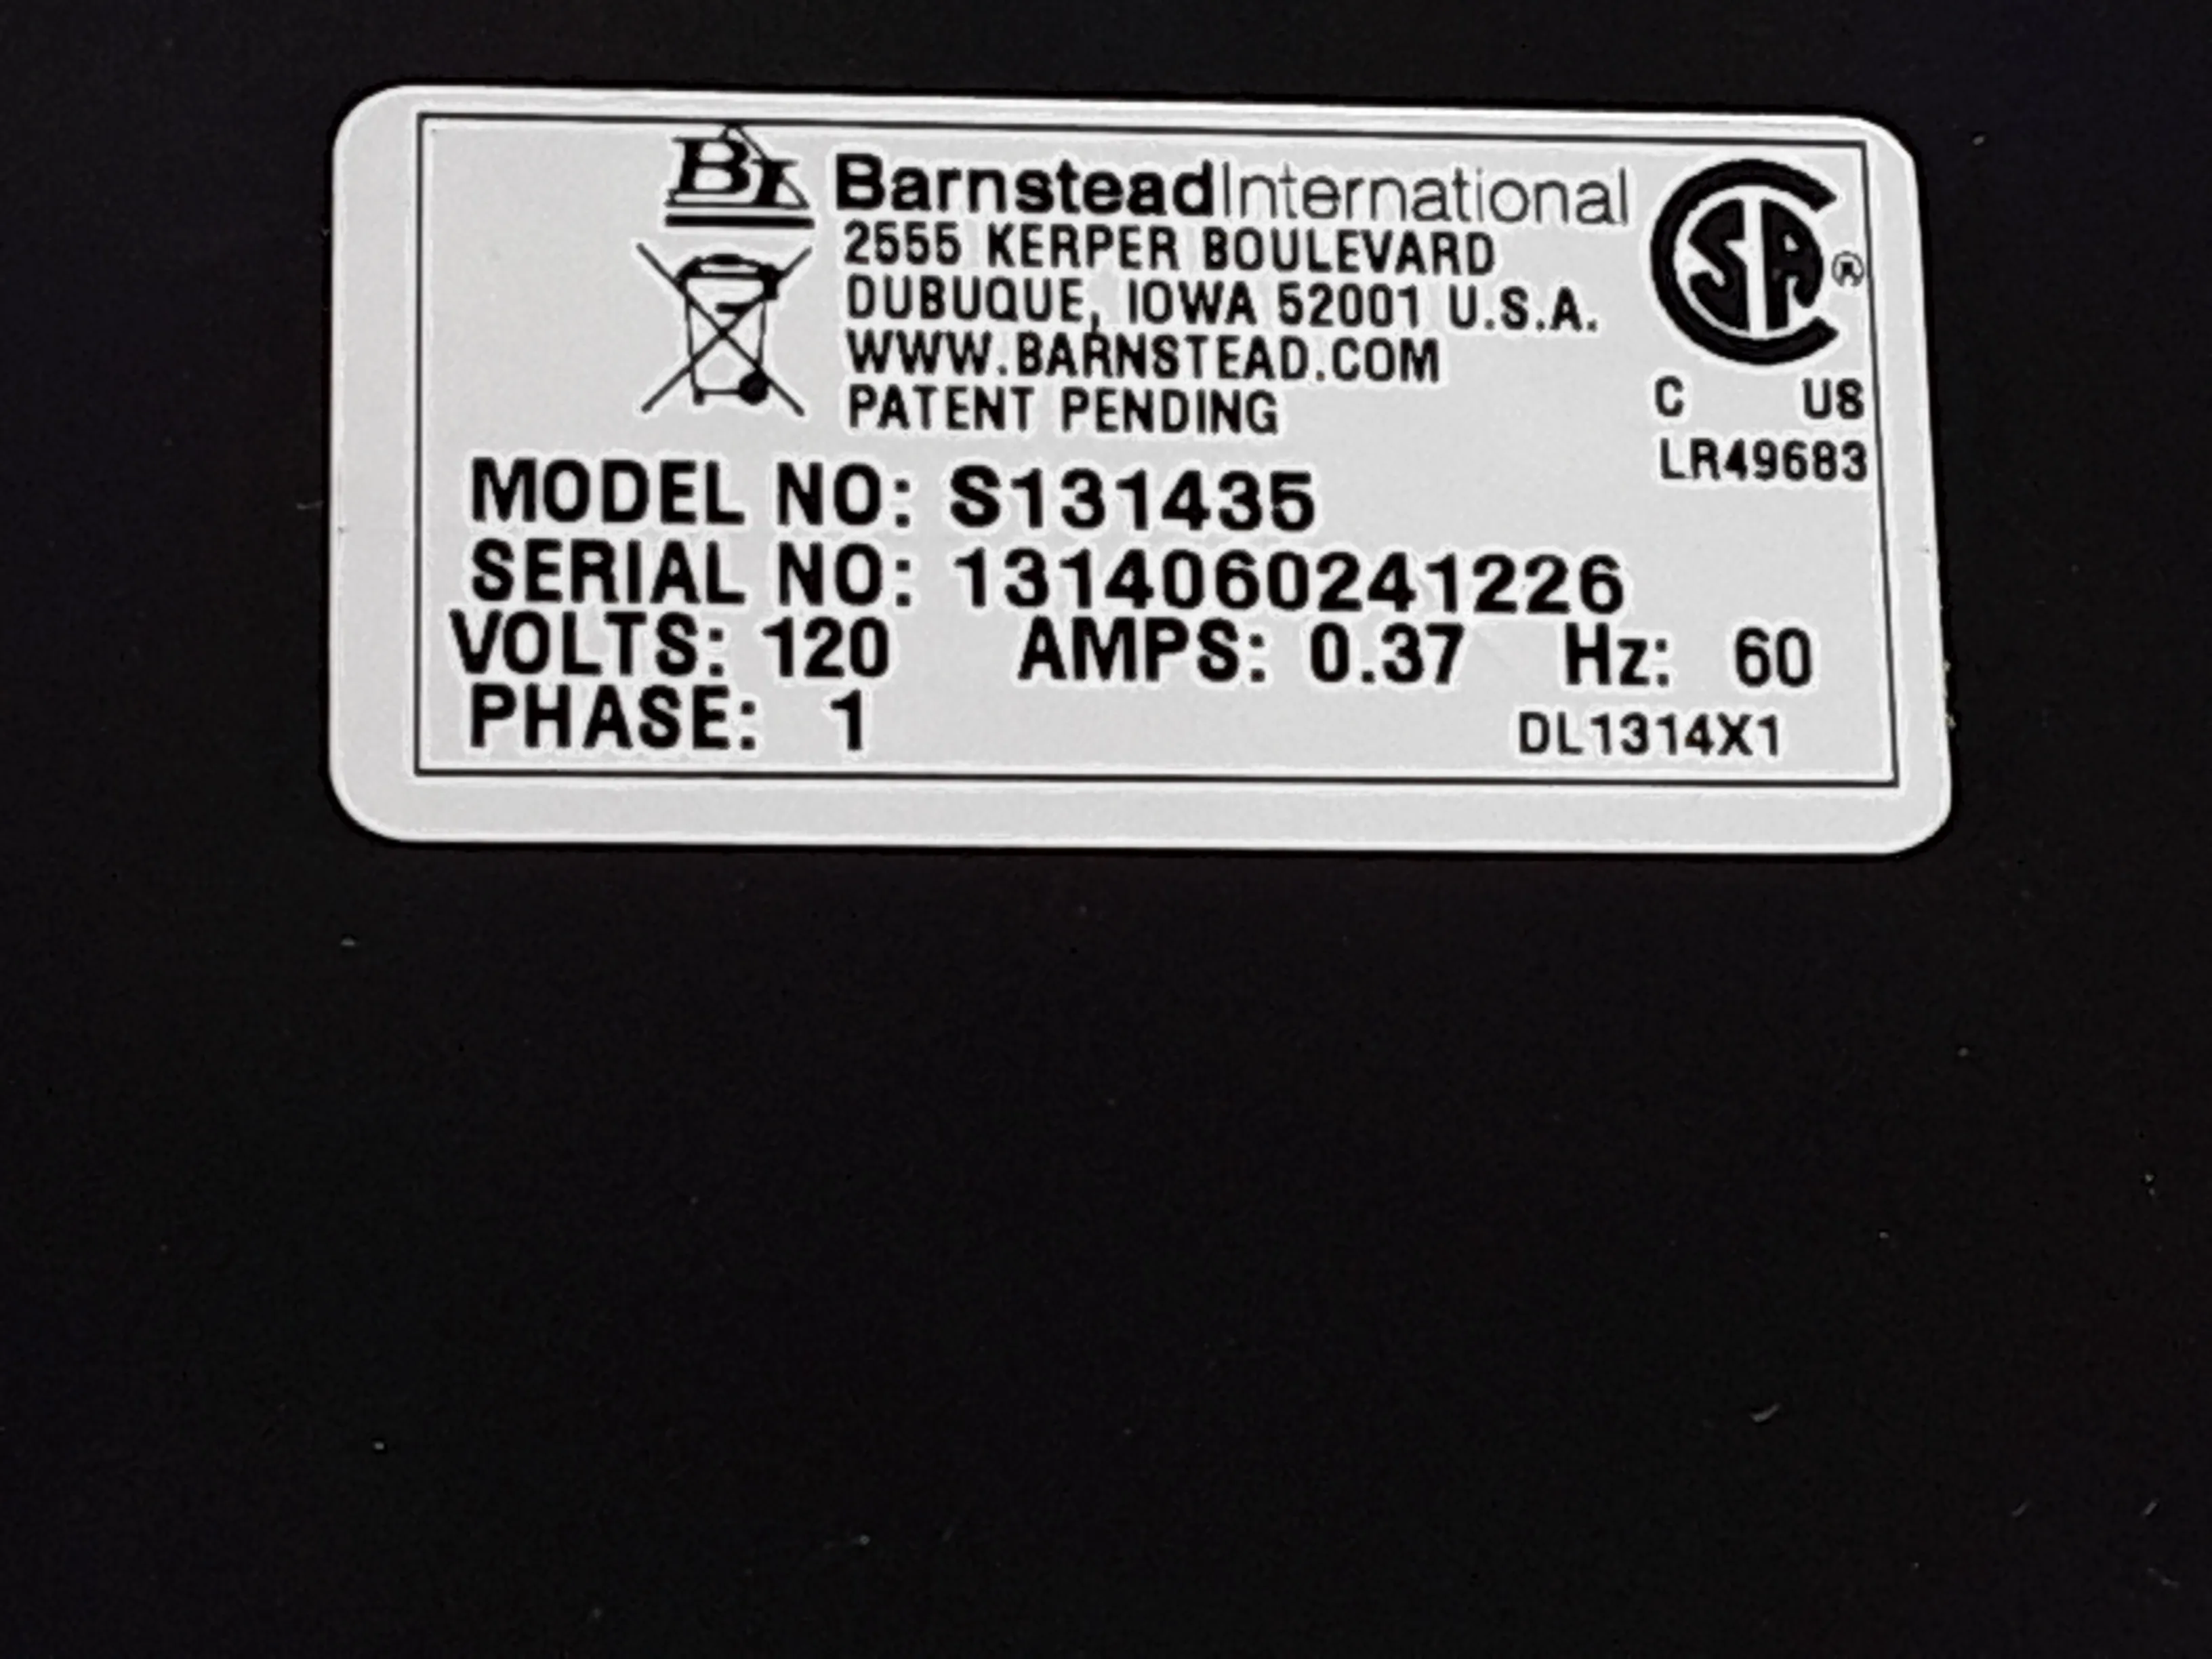 BI BarnsteadInternational
2555 KERPER BOULEVARD
DUBUQUE, IOWA 52001 U.S.A.
WWW.BARNSTEAD.COM
PATENT PENDING
SA ®
C US
LR49683
MODEL NO: S131435
SERIAL NO: 1314060241226
VOLTS: 120 AMPS: 0.37 Hz: 60
PHASE: 1
DL1314X1